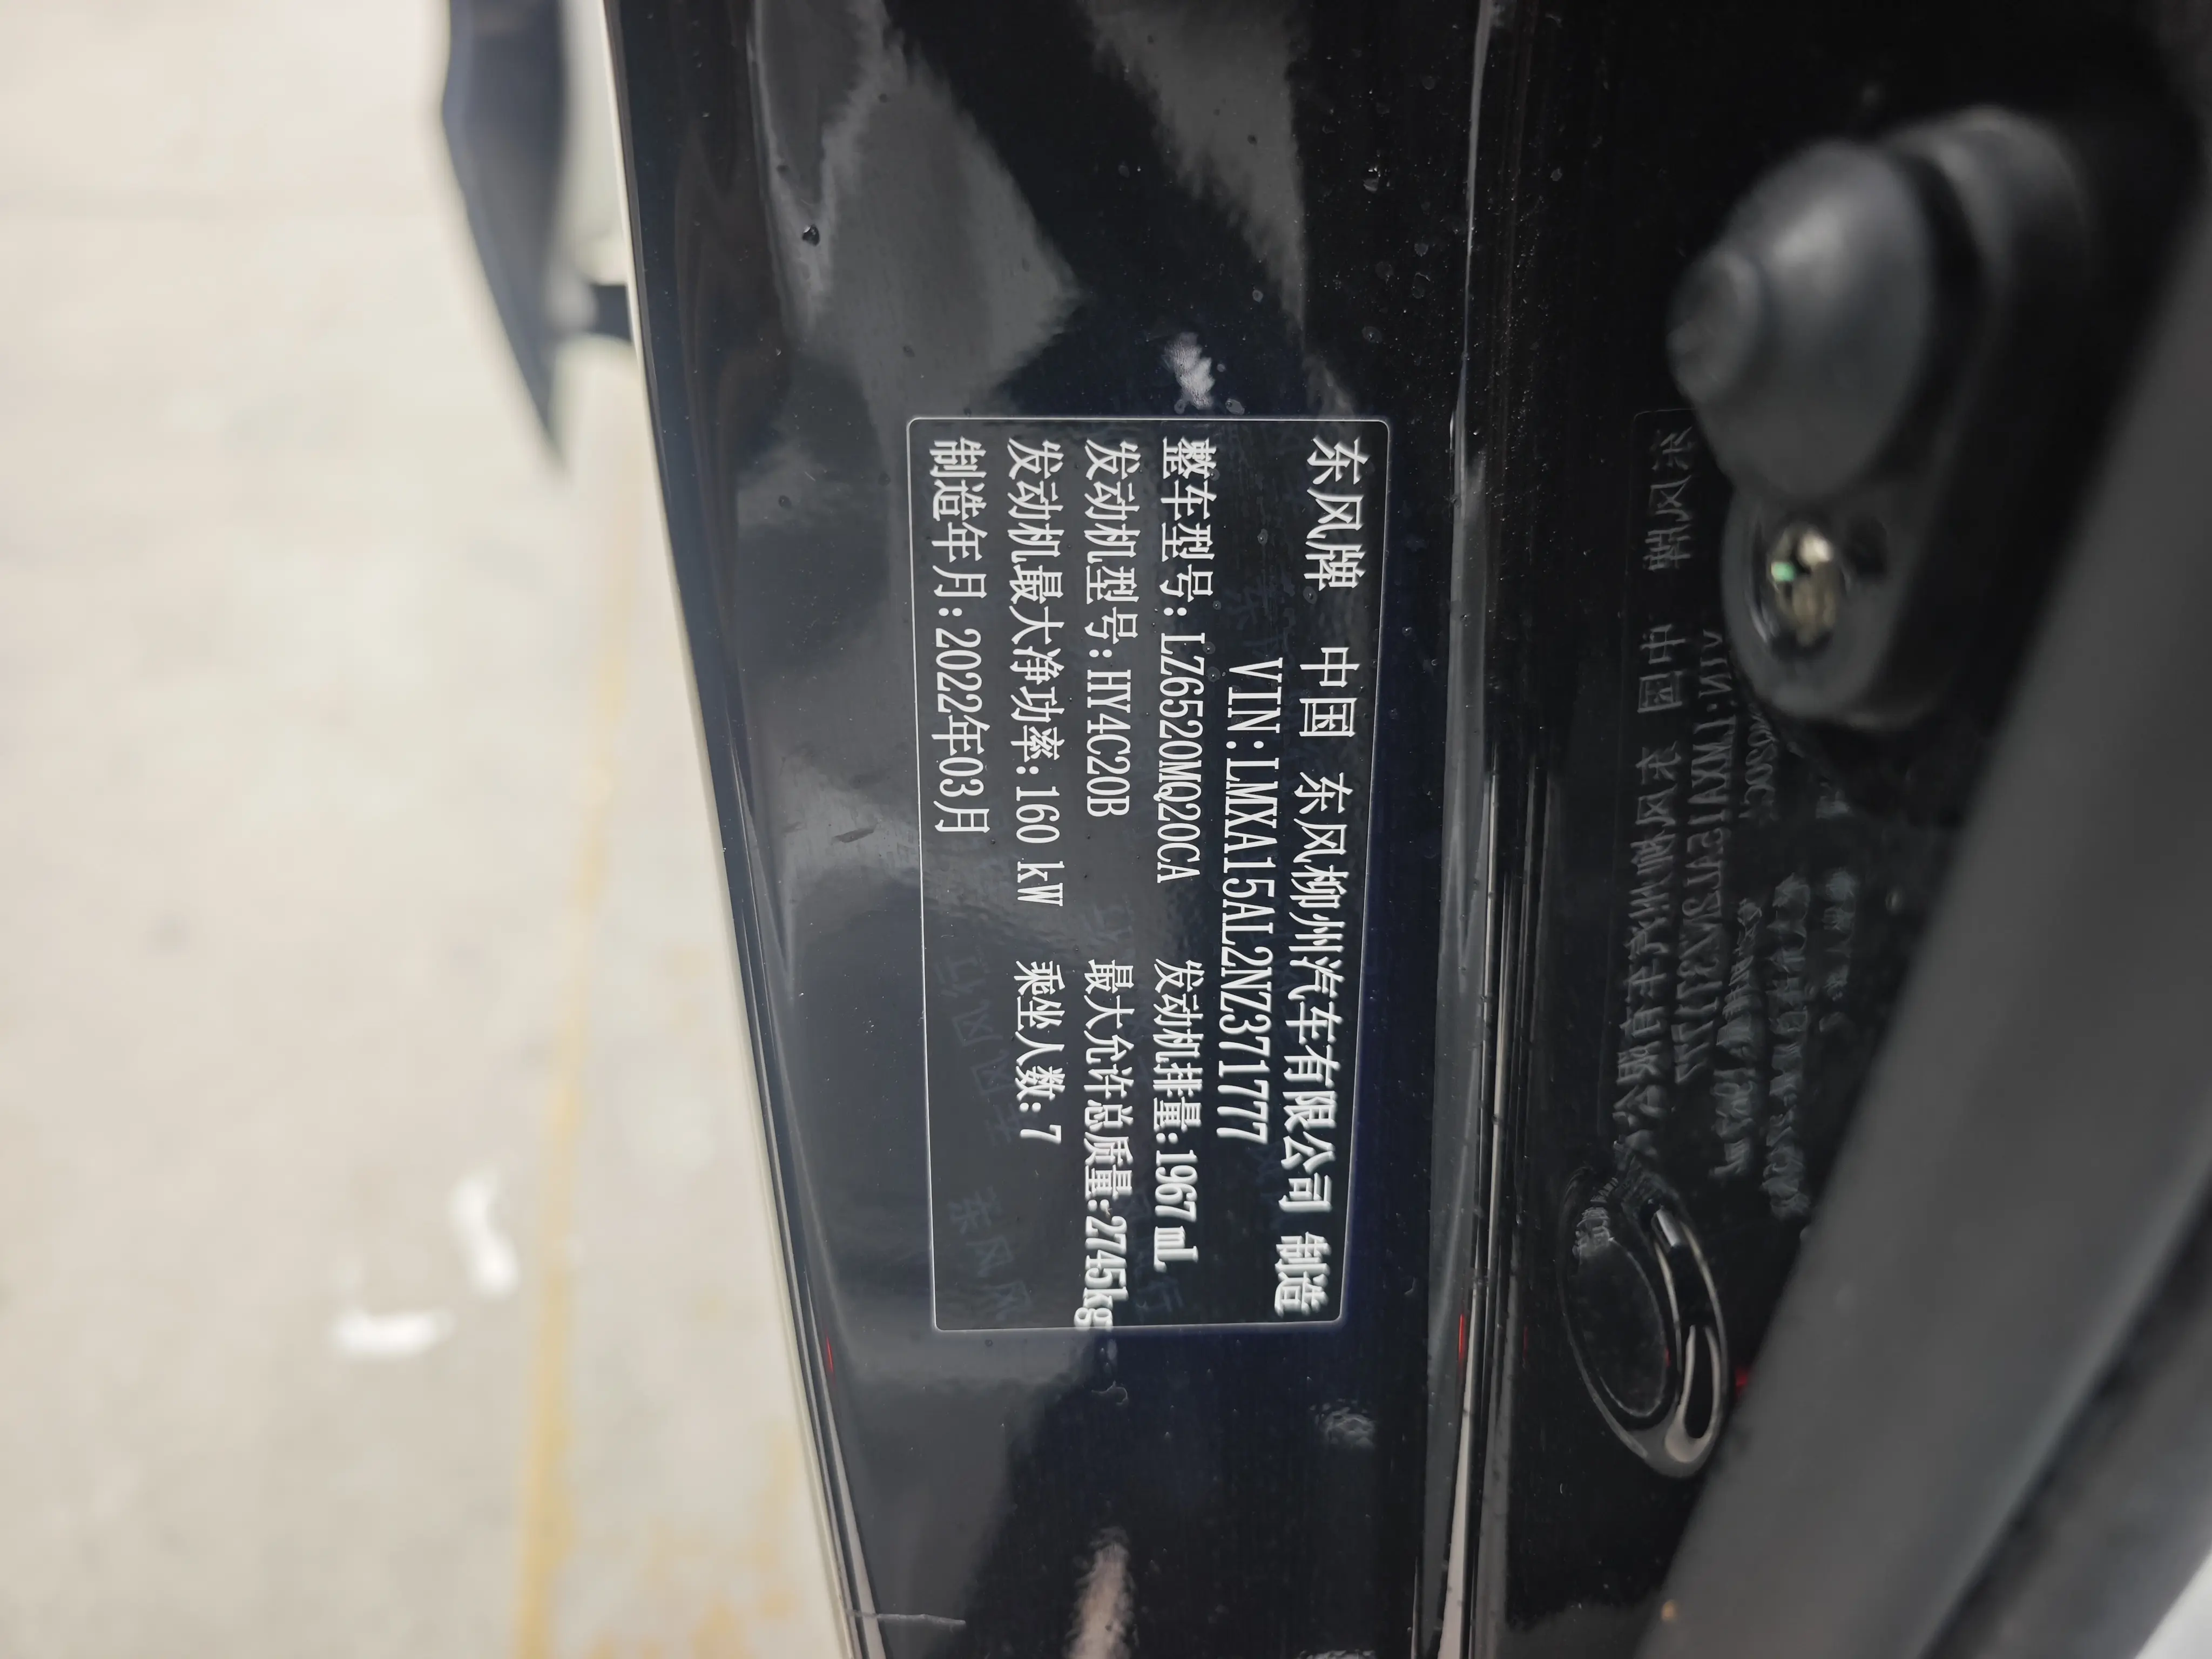 东风牌 中国 东风柳州汽车有限公司 制造
VIN:LMXA15AL2NZ371777
整车型号:LZ6520MQ20CA 发动机排量:1967 mL
发动机型号:HY4C20B 最大允许总质量:2745kg
发动机最大净功率:160 kW 乘坐人数:7
制造年月:2022年03月